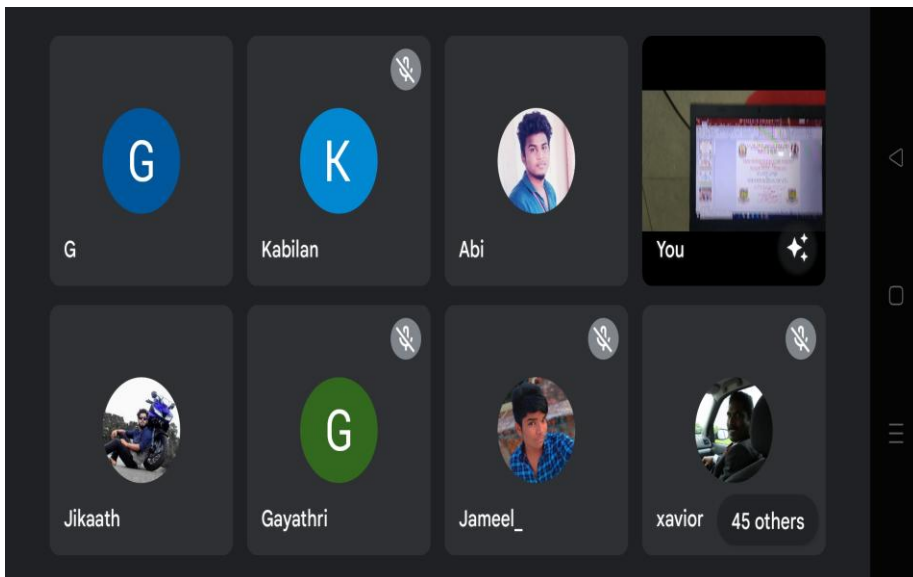 G
K
G
Kabilan
Abi
You
G
Jikaath
Gayathri
Jameel_
xavior
45 others